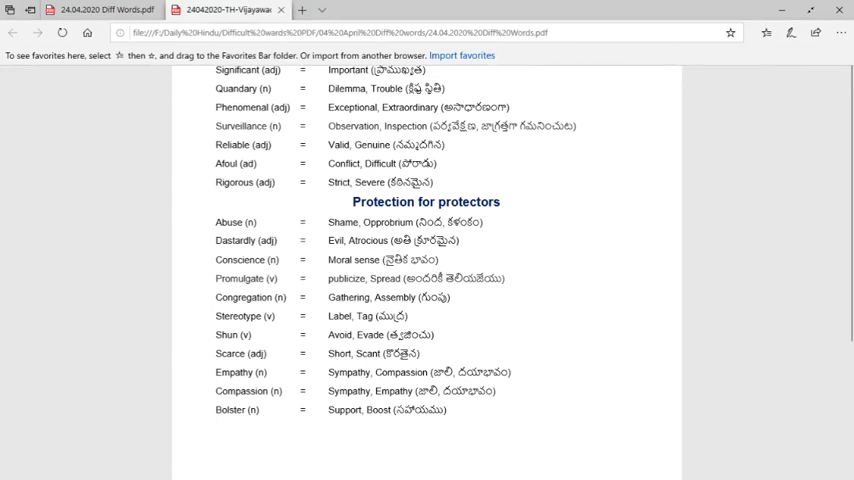 24.04.2020 Diff Words.pdf
24042020-TH-Vijayawad
file:///F:/Daily%20Hindu/Difficult%20wards%20PDF/04%20April%20Diff%20words/24.04.2020%20Diff%20Words.pdf
To see favorites here, select ☆ then ☆, and drag to the Favorites Bar folder. Or import from another browser. Import favorites
Significant (adj) = Important (ప్రాముఖ్యత)
Quandary (n) = Dilemma, Trouble (క్లిష్ట స్థితి)
Phenomenal (adj) = Exceptional, Extraordinary (అసాధారణంగా)
Surveillance (n) = Observation, Inspection (పర్యవేక్షణ, జాగ్రత్తగా గమనించుట)
Reliable (adj) = Valid, Genuine (నమ్మదగిన)
Afoul (ad) = Conflict, Difficult (పోరాడు)
Rigorous (adj) = Strict, Severe (కఠినమైన)
Protection for protectors
Abuse (n) = Shame, Opprobrium (నింద, కళంకం)
Dastardly (adj) = Evil, Atrocious (అతి క్రూరమైన)
Conscience (n) = Moral sense (నైతిక భావం)
Promulgate (v) = publicize, Spread (అందరికీ తెలియజేయు)
Congregation (n) = Gathering, Assembly (గుంపు)
Stereotype (v) = Label, Tag (ముద్ర)
Shun (v) = Avoid, Evade (త్యజించు)
Scarce (adj) = Short, Scant (కొరతైన)
Empathy (n) = Sympathy, Compassion (జాలి, దయాభావం)
Compassion (n) = Sympathy, Empathy (జాలి, దయాభావం)
Bolster (n) = Support, Boost (సహాయము)